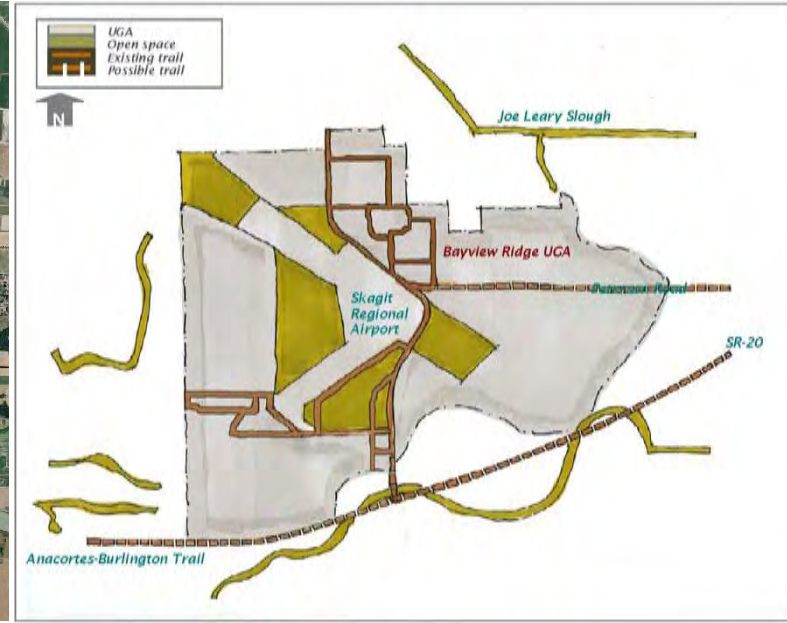 UGA
Open space
Existing trail
Possible trail
N
Joe Leary Slough
Bayview Ridge UGA
Skagit
Regional
Airport
Road
SR-20
Anacortes-Burlington Trail